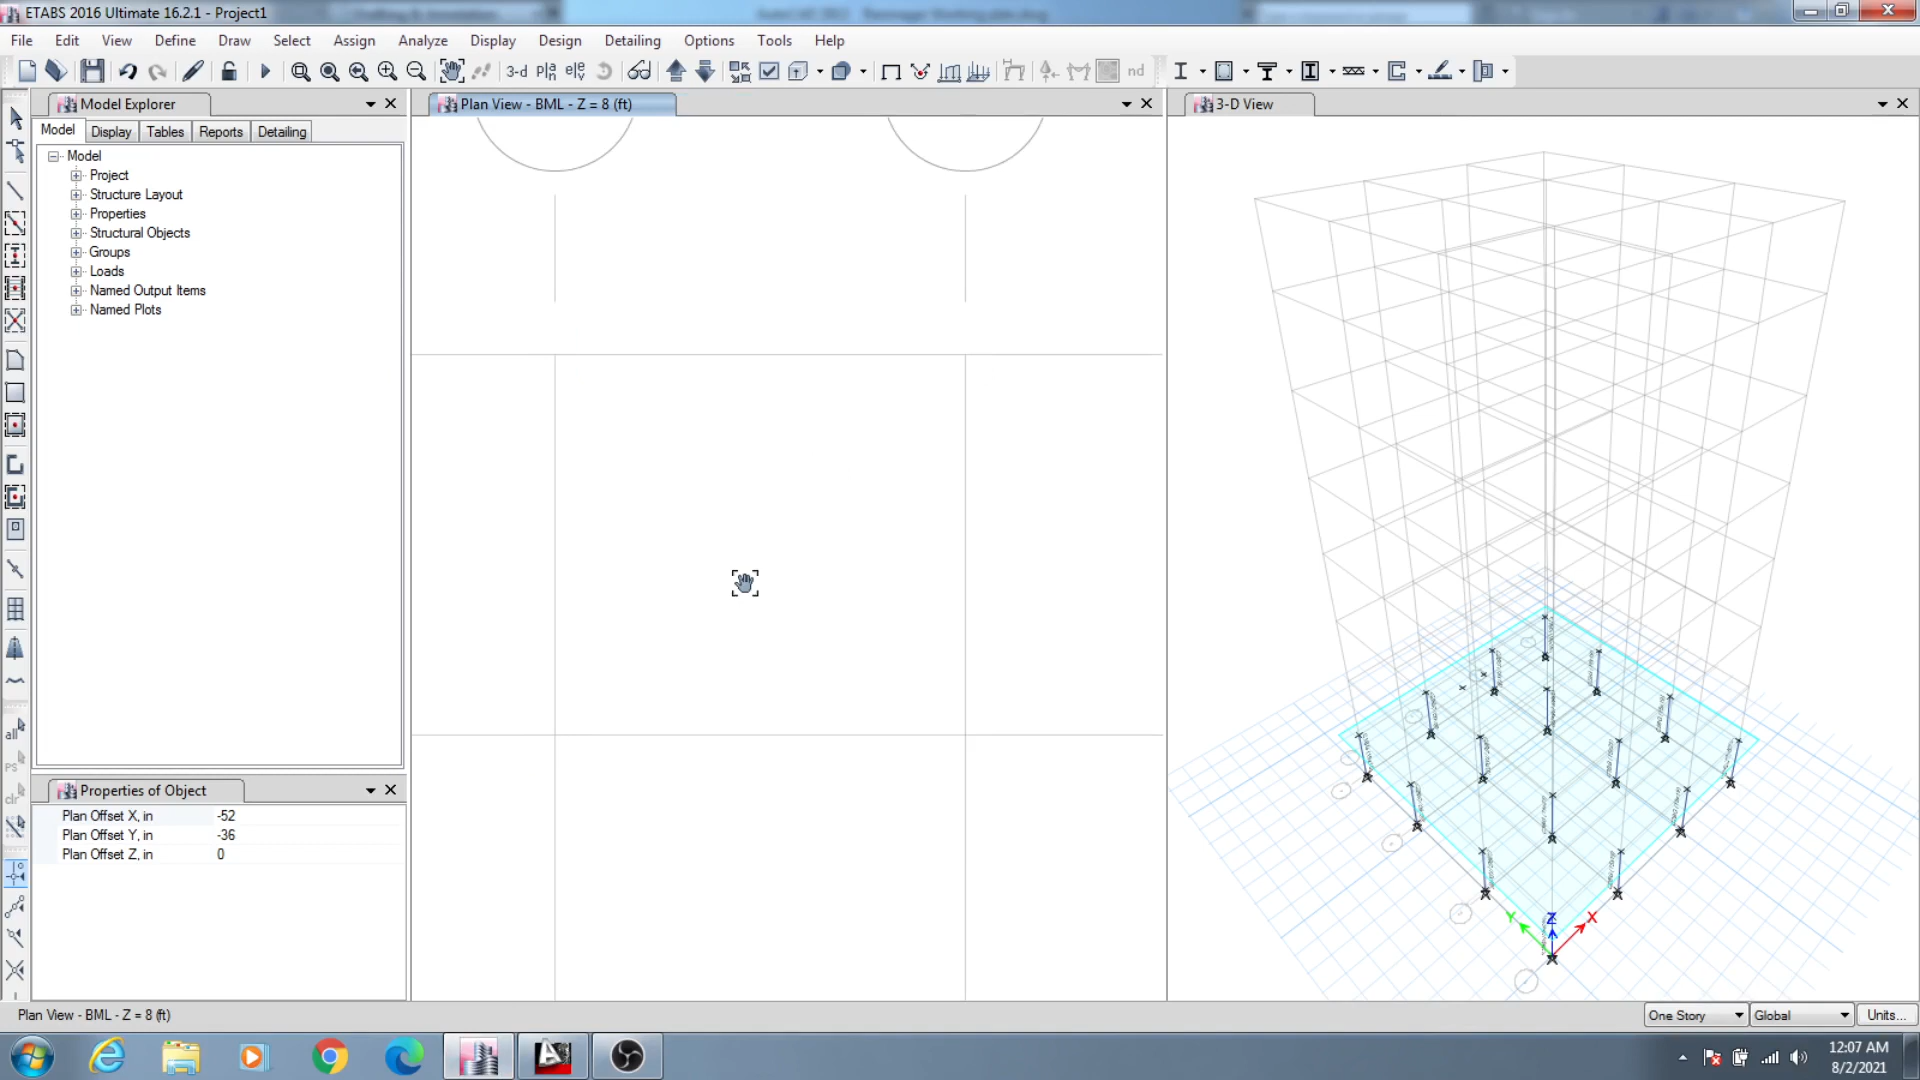 ETABS 2016 Ultimate 16.2.1 - Project1
File Edit View Define Draw Select Assign Analyze Display Design Detailing Options Tools Help
3-d
nd
Model Explorer
Model Display Tables Reports Detailing
Model
Project
Structure Layout
Properties
Structural Objects
Groups
Loads
Named Output Items
Named Plots
all
ps
clr
Properties of Object
Plan Offset X, in -52
Plan Offset Y, in -36
Plan Offset Z, in 0
Plan View - BML - Z = 8 (ft)
3-D View
Y Z X
Plan View - BML - Z = 8 (ft)
One Story Global Units...
12:07 AM
8/2/2021